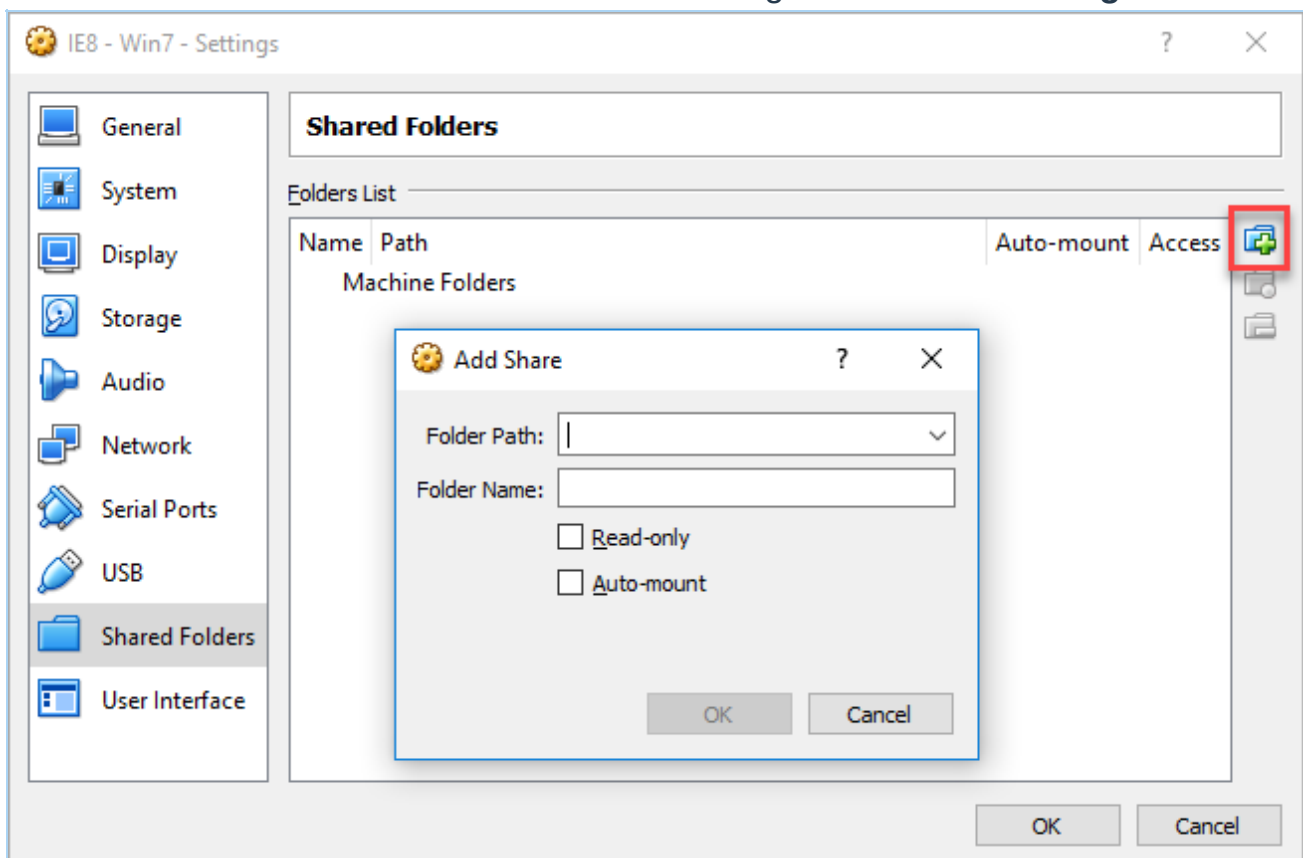 IE8 - Win7 - Settings ?
General
System
Display
Storage
Audio
Network
Serial Ports
USB
Shared Folders
User Interface
Shared Folders
Folders List
Name Path Auto-mount Access
Machine Folders
Add Share ?
Folder Path:
Folder Name:
Read-only
Auto-mount
OK Cancel
OK Cancel